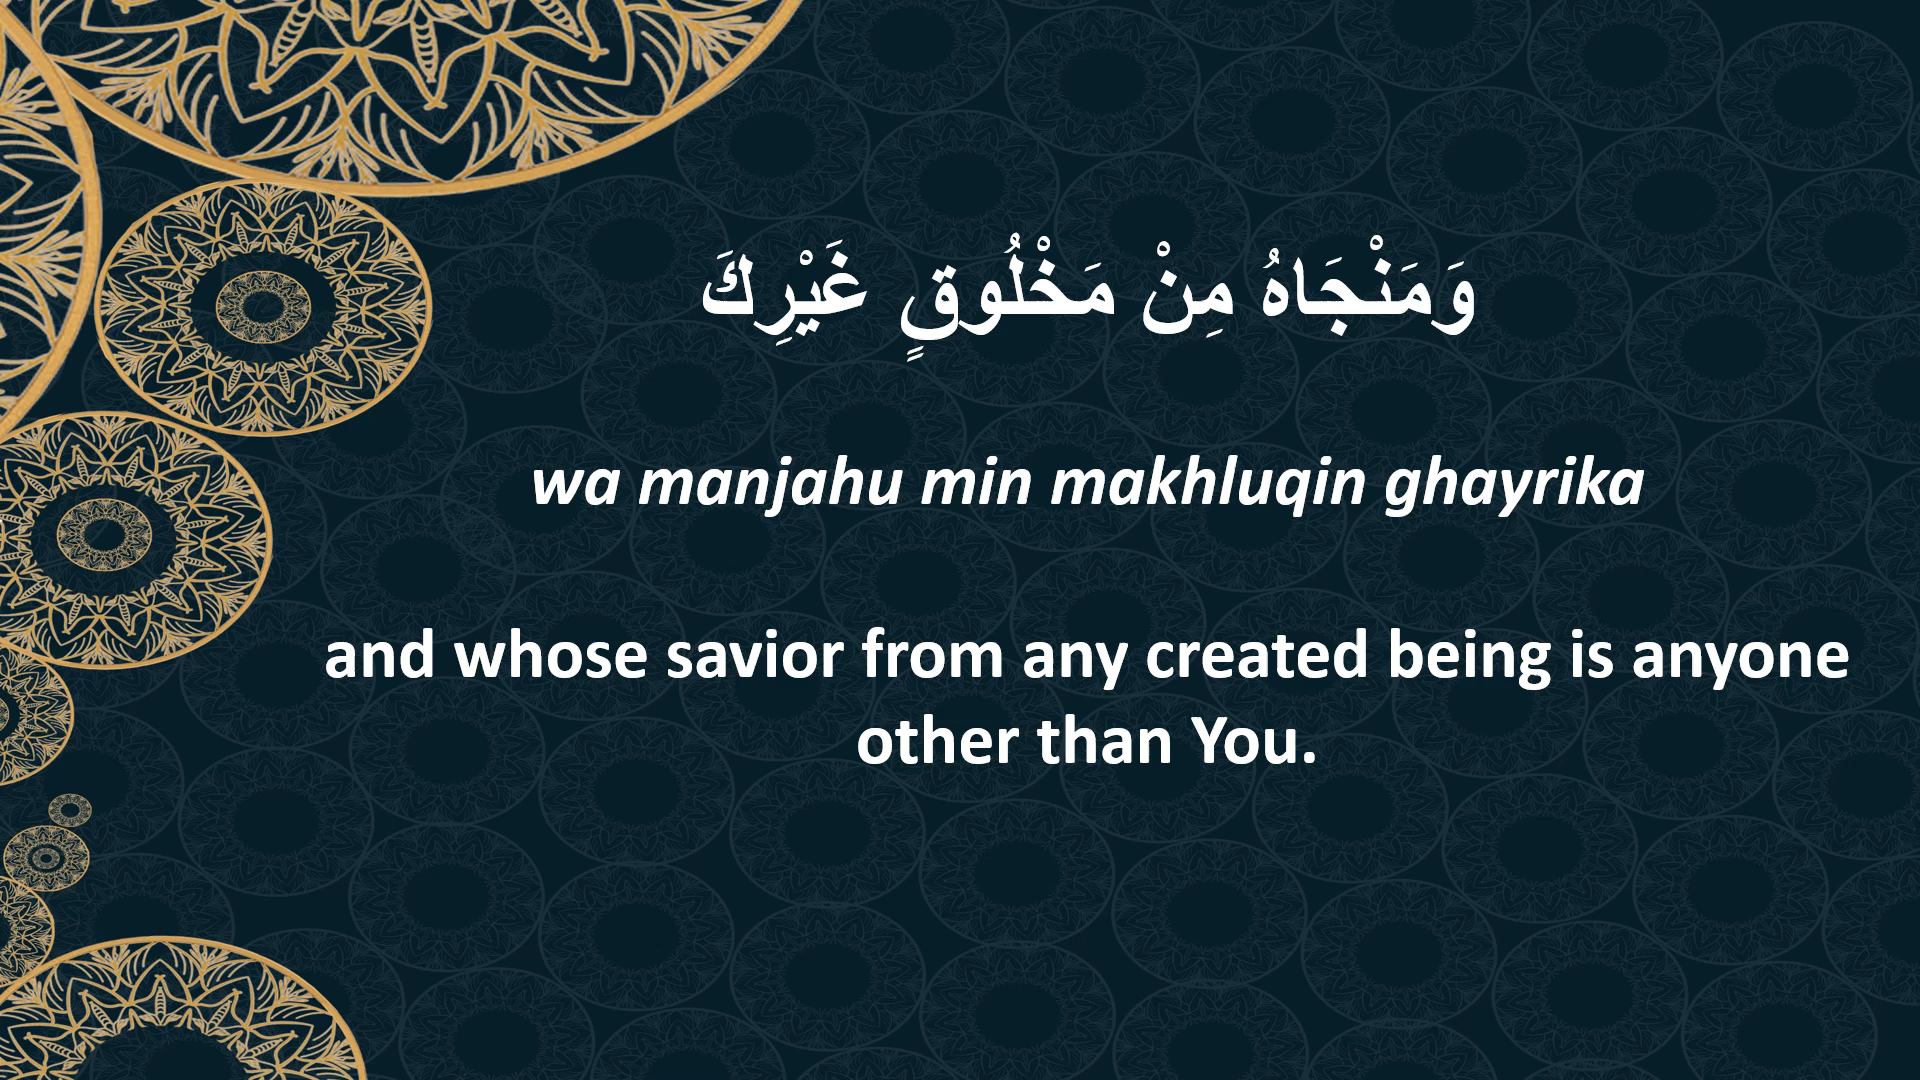 وَمَنْجَاهُ مِنْ مَخْلُوقٍ غَيْرِكَ
wa manjahu min makhluqin ghayrika
and whose savior from any created being is anyone
other than You.